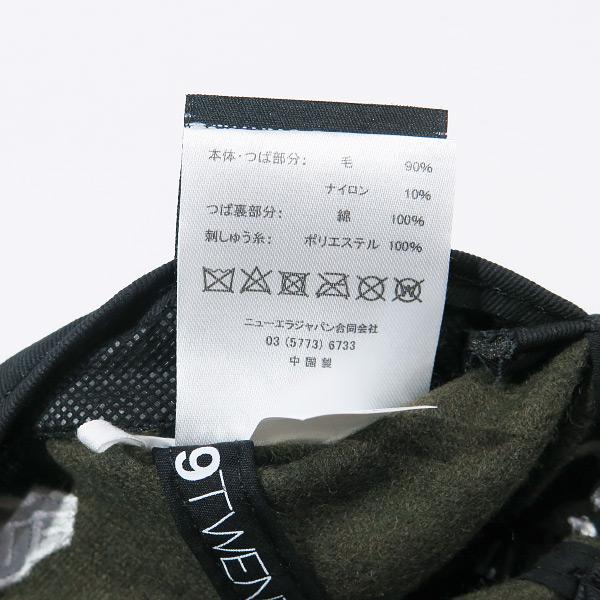 本体・つば部分： 毛 90%
ナイロン 10%
つば裏部分： 綿 100%
刺しゅう糸： ポリエステル 100%
W
ニューエラジャパン合同会社
03 (5773) 6733
中国製
9TWEN